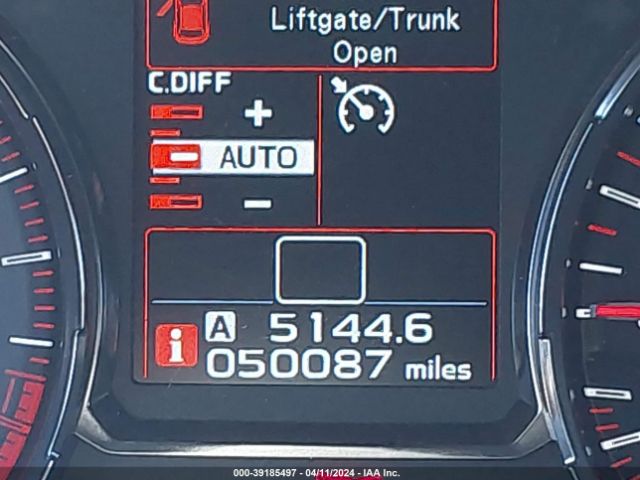 Liftgate/Trunk
Open
C.DIFF
+
AUTO
-
A 5144.6
i 050087 miles
000-39185497 - 04/11/2024 - IAA Inc.